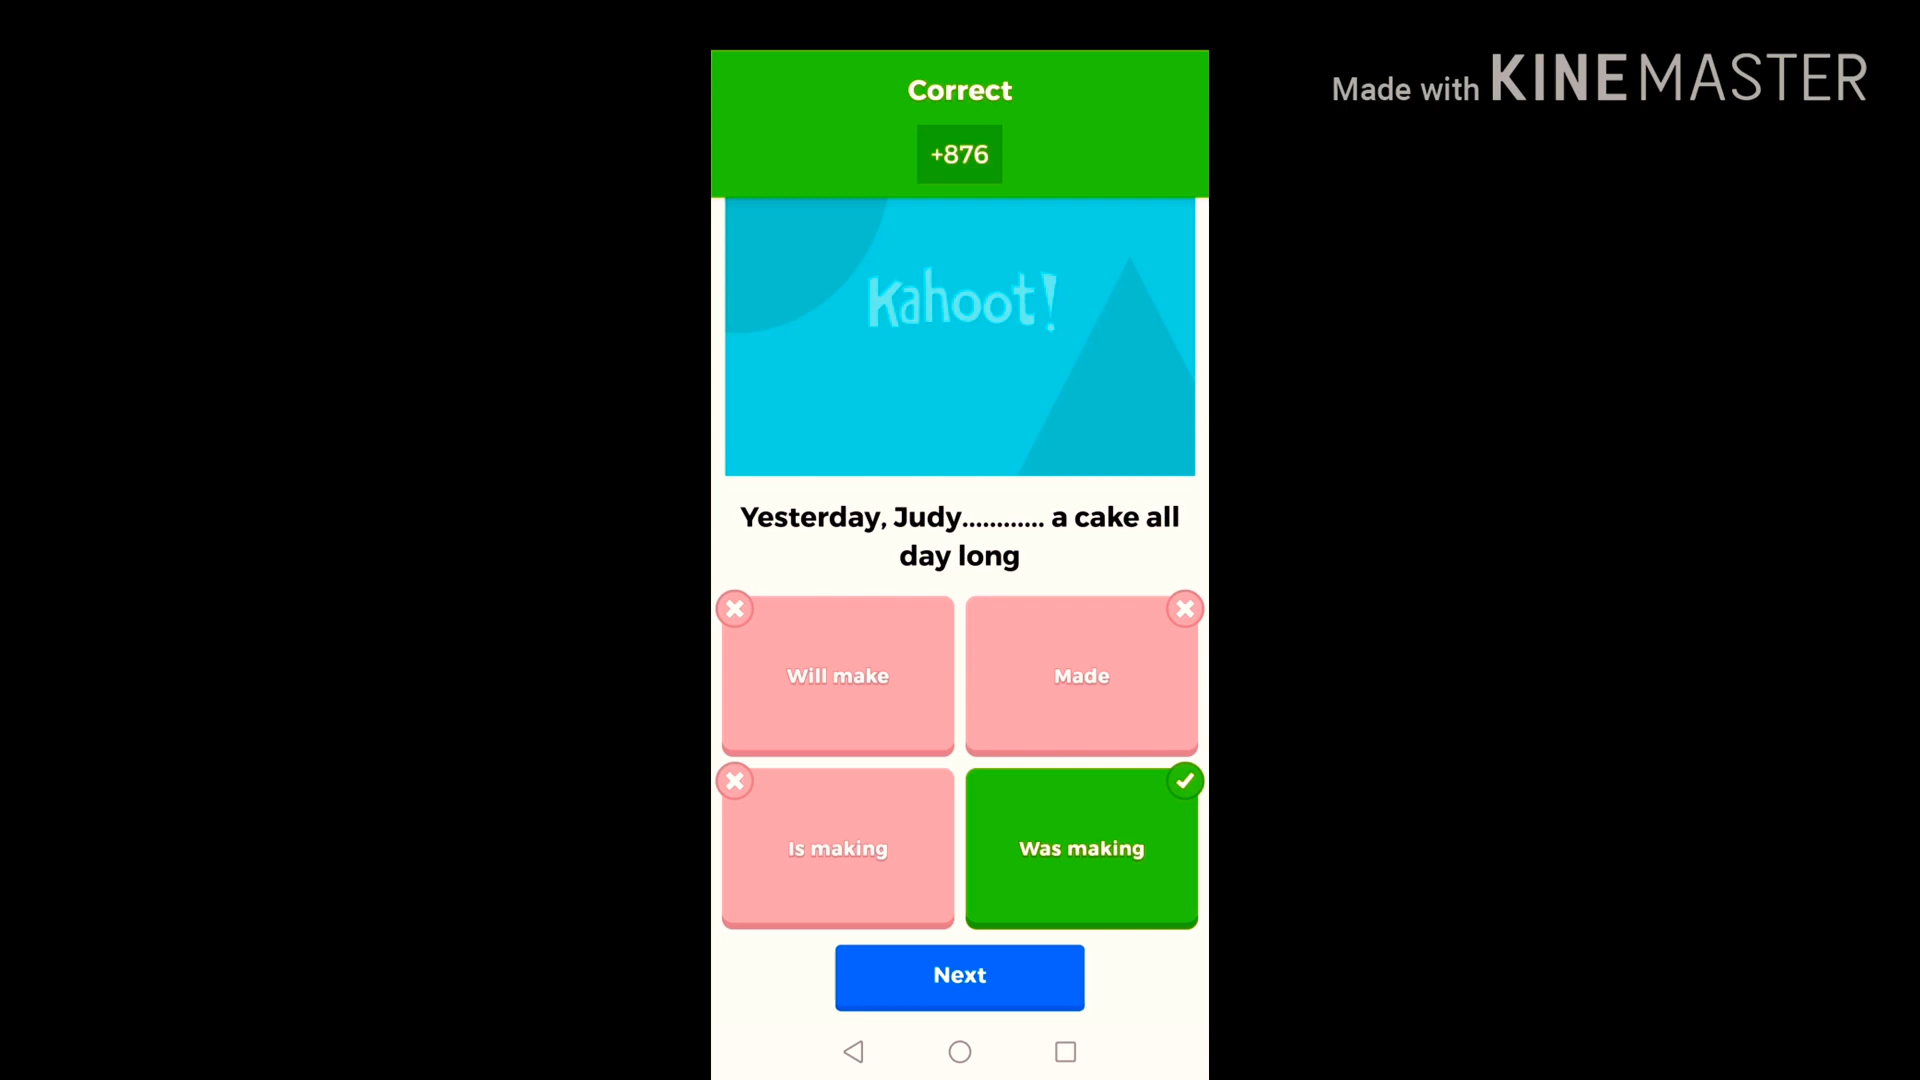 Made with KINEMASTER
Correct
+876
Kahoot!
Yesterday, Judy............ a cake all
day long
Will make
Made
Is making
Was making
Next